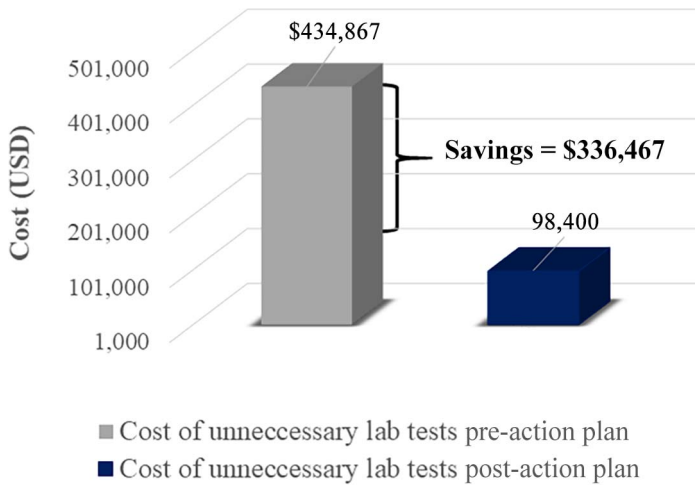 $434,867
501,000
401,000
301,000
201,000
101,000
1,000
Cost (USD)
Savings = $336,467
98,400
Cost of unneccessary lab tests pre-action plan
Cost of unneccessary lab tests post-action plan